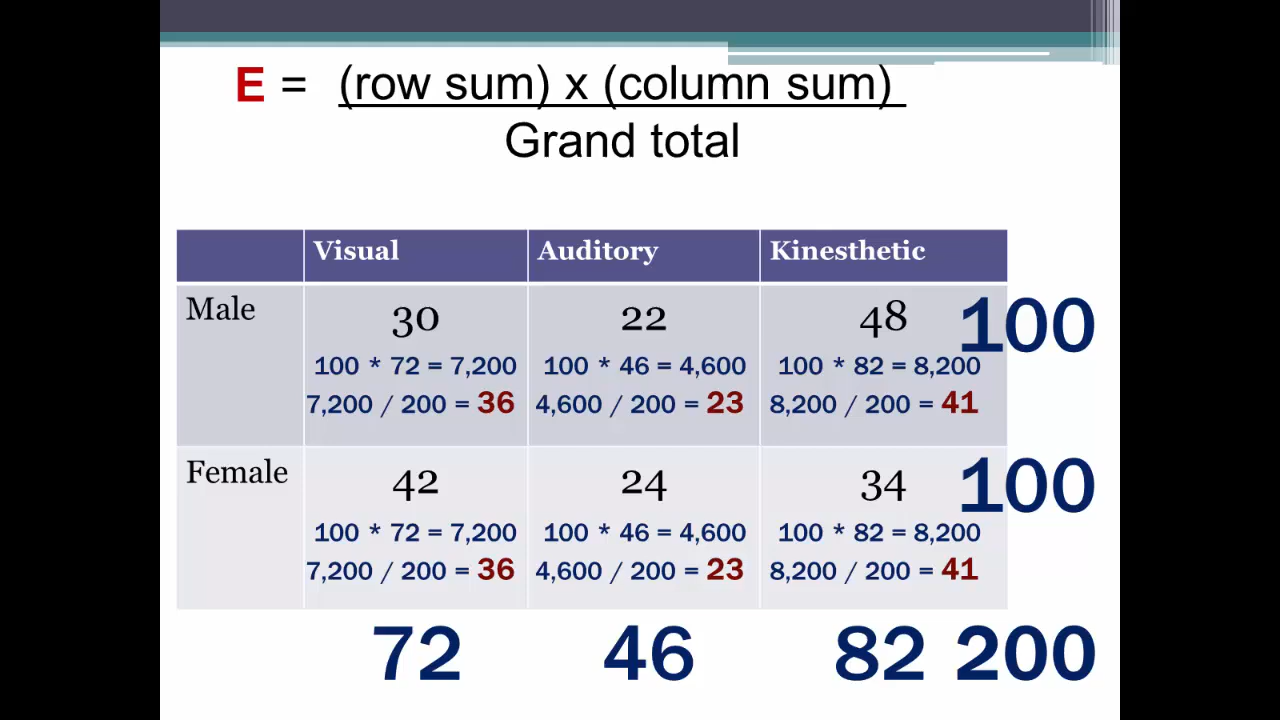 E = (row sum) x (column sum)
Grand total
Visual Auditory Kinesthetic
Male 30 22 48 100
100 * 72 = 7,200 100 * 46 = 4,600 100 * 82 = 8,200
7,200 / 200 = 36 4,600 / 200 = 23 8,200 / 200 = 41
Female 42 24 34 100
100 * 72 = 7,200 100 * 46 = 4,600 100 * 82 = 8,200
7,200 / 200 = 36 4,600 / 200 = 23 8,200 / 200 = 41
72 46 82 200